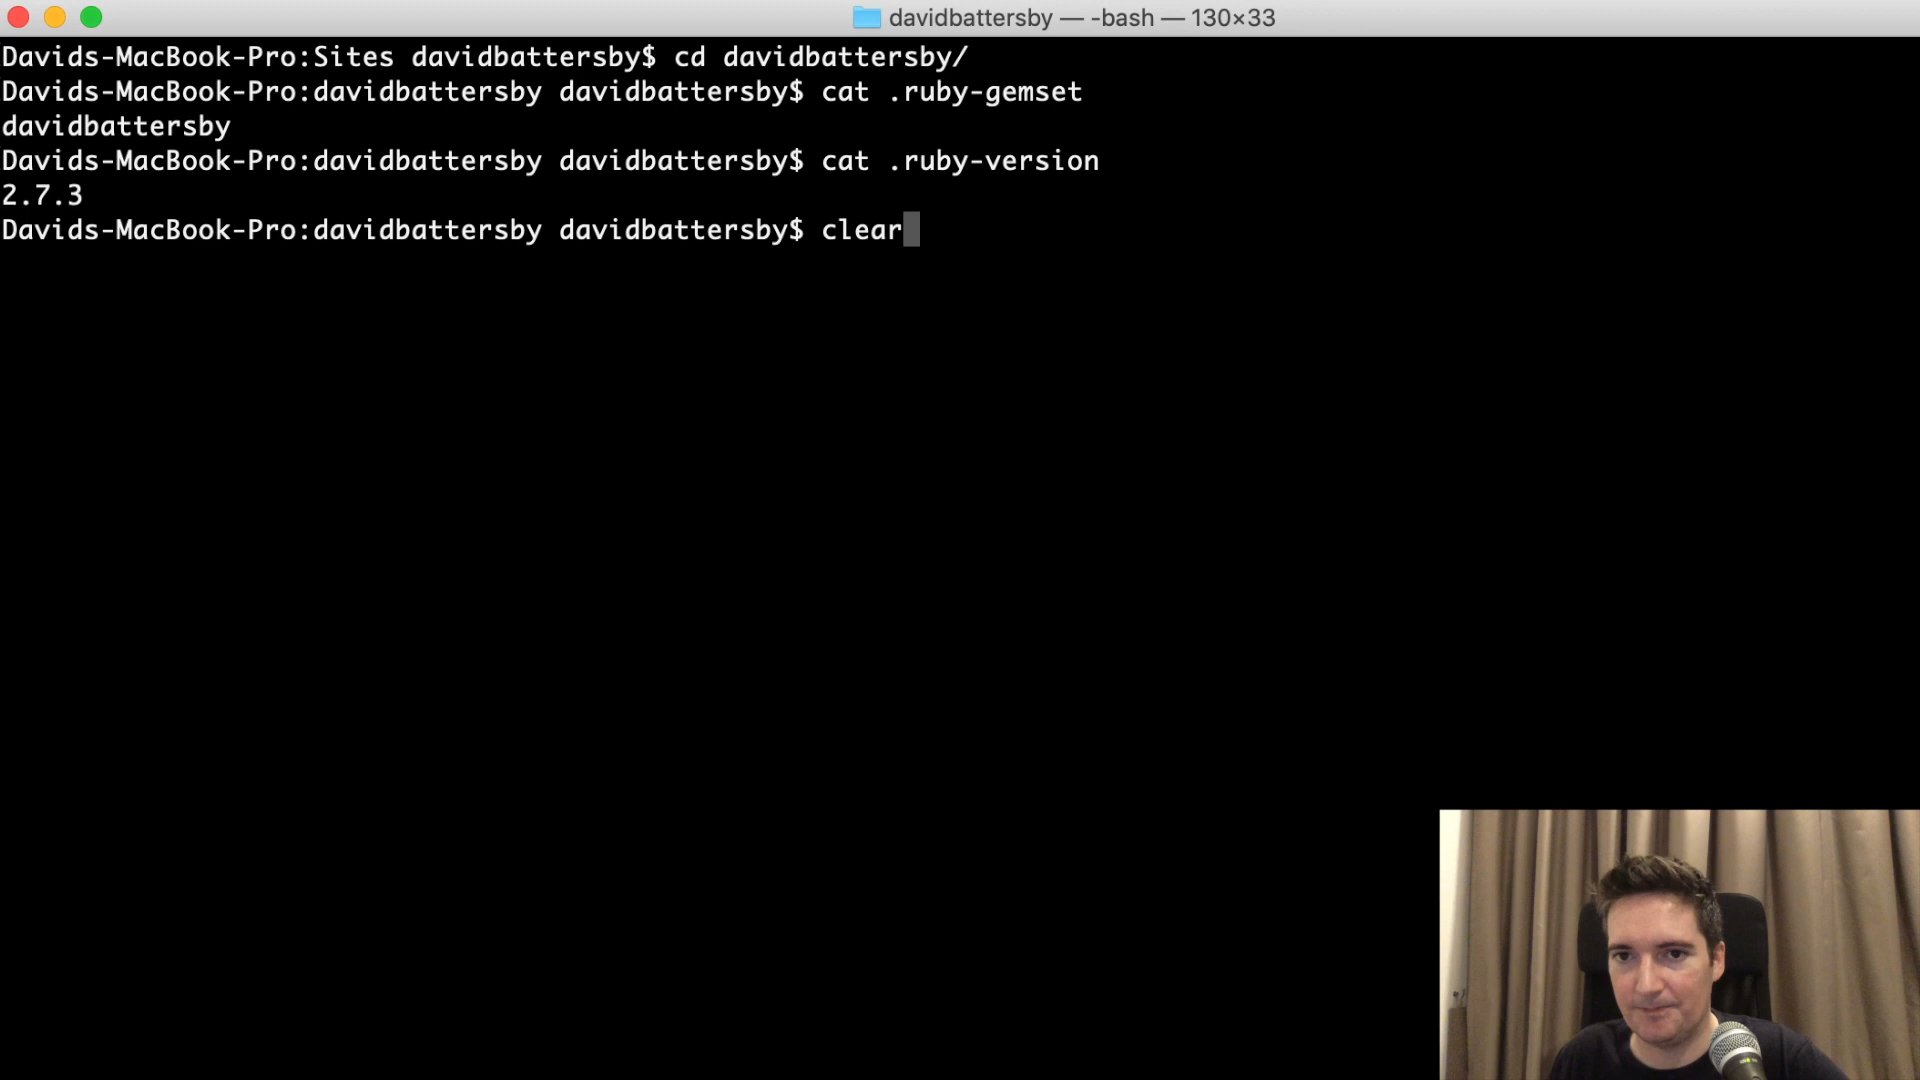 davidbattersby — -bash — 130×33
Davids-MacBook-Pro:Sites davidbattersby$ cd davidbattersby/
Davids-MacBook-Pro:davidbattersby davidbattersby$ cat .ruby-gemset
davidbattersby
Davids-MacBook-Pro:davidbattersby davidbattersby$ cat .ruby-version
2.7.3
Davids-MacBook-Pro:davidbattersby davidbattersby$ clear